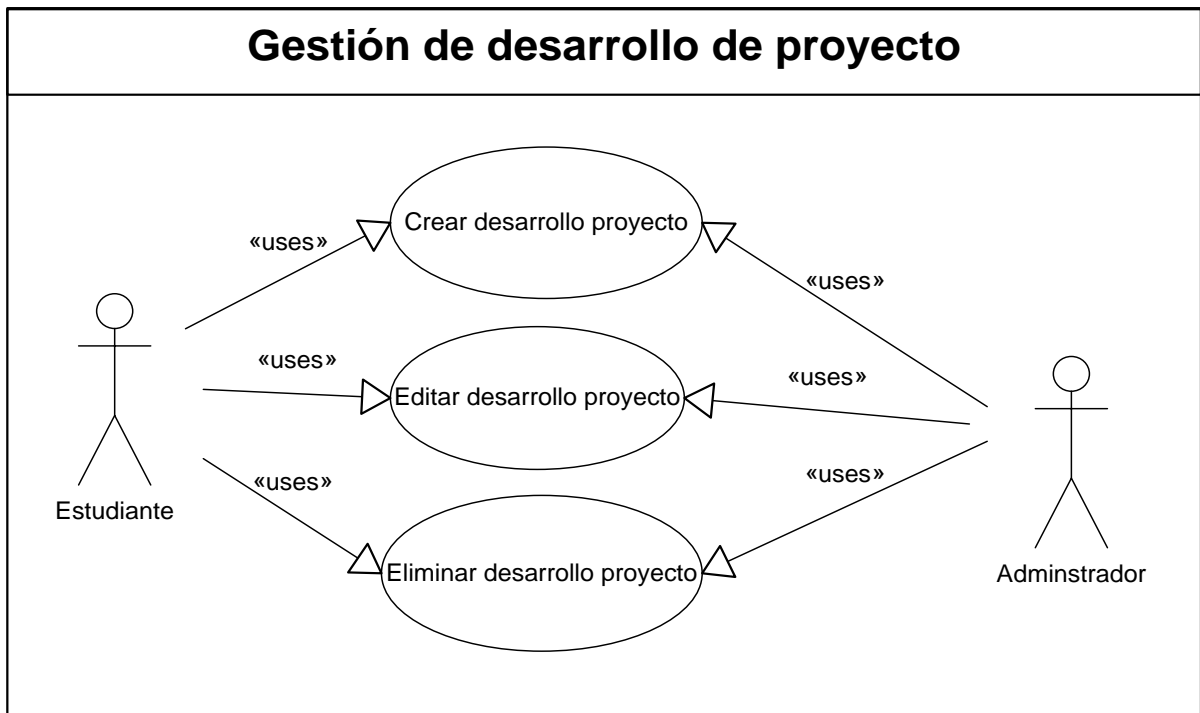 Gestión de desarrollo de proyecto
Crear desarrollo proyecto
«uses»
«uses»
«uses»
Editar desarrollo proyecto
«uses»
«uses»
«uses»
Estudiante
Eliminar desarrollo proyecto
Adminstrador